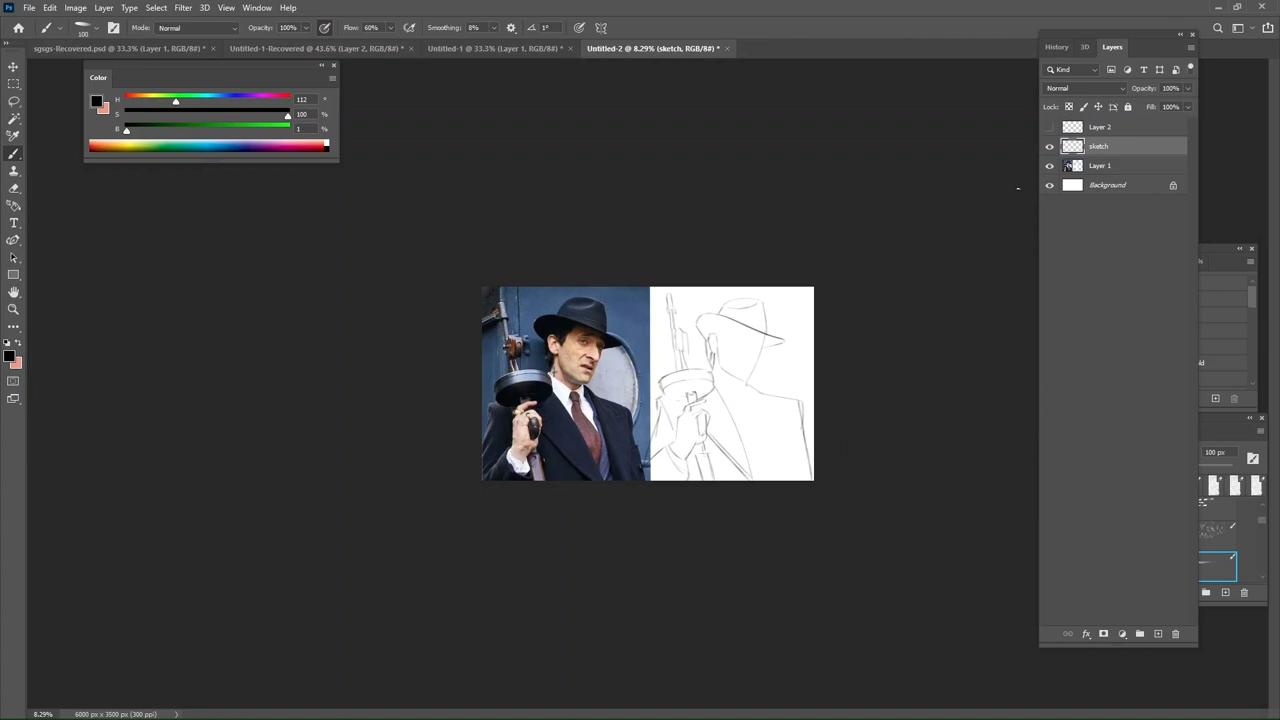 Ps File Edit Image Layer Type Select Filter 3D View Window Help
100 Mode: Normal Opacity: 100% Flow: 60% Smoothing: 8% 1°
sgsgs-Recovered.psd @ 33.3% (Layer 1, RGB/8#) * × Untitled-1-Recovered @ 43.6% (Layer 2, RGB/8#) * × Untitled-1 @ 33.3% (Layer 1, RGB/8#) * × Untitled-2 @ 8.29% (sketch, RGB/8#) * ×
Color
H 112 °
S 100 %
B 1 %
History 3D Layers
Kind
Normal Opacity: 100%
Lock: Fill: 100%
Layer 2
sketch
Layer 1
Background
100 px
fx
8.29% 6000 px x 3500 px (300 ppi)